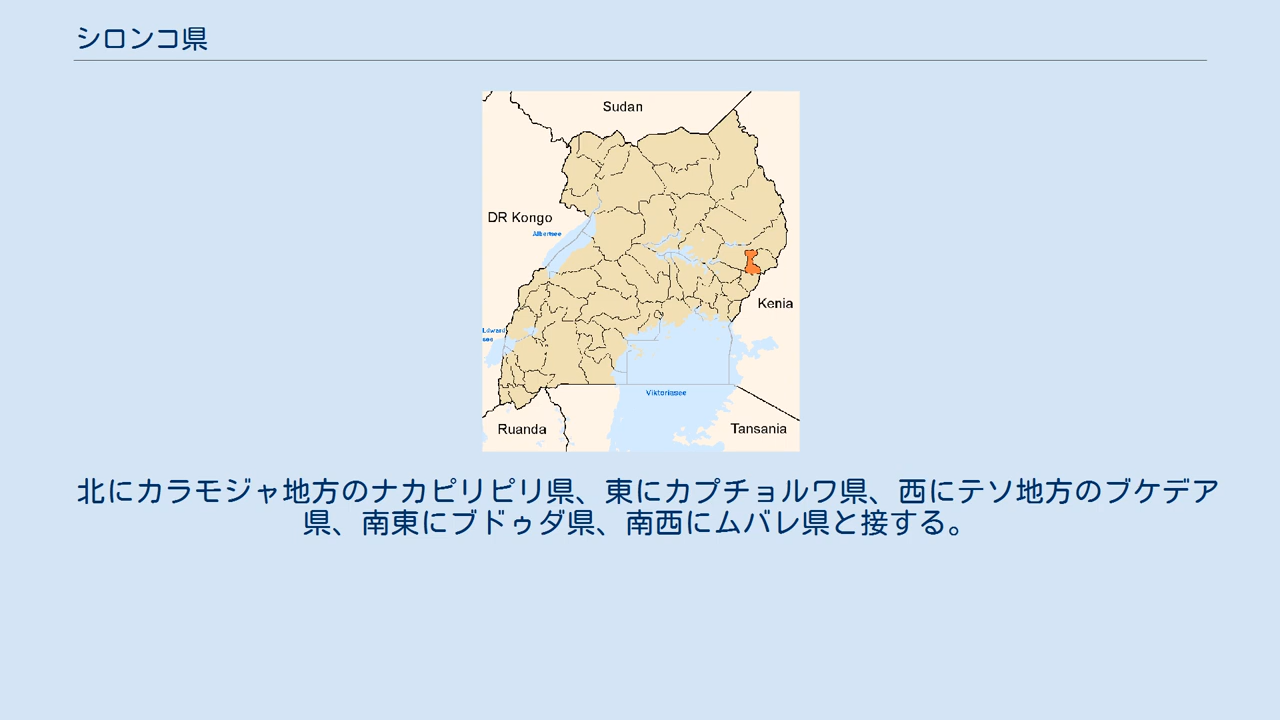 シロンコ県
Sudan
DR Kongo
Albertsee
Kenia
Edward
see
Viktoriasee
Ruanda
Tansania
北にカラモジャ地方のナカピリピリ県、東にカプチョルワ県、西にテソ地方のブケデア
県、南東にブドゥダ県、南西にムバレ県と接する。